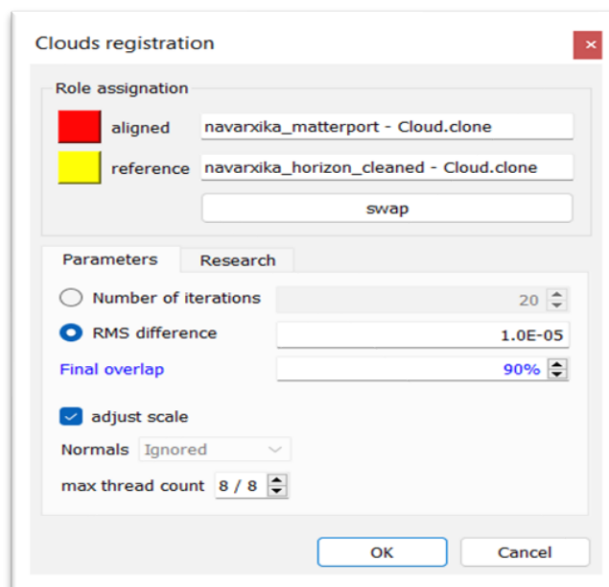 Clouds registration
Role assignation
aligned navarxika_matterport - Cloud.clone
reference navarxika_horizon_cleaned - Cloud.clone
swap
Parameters Research
Number of iterations 20
RMS difference 1.0E-05
Final overlap 90%
adjust scale
Normals Ignored
max thread count 8 / 8
OK Cancel